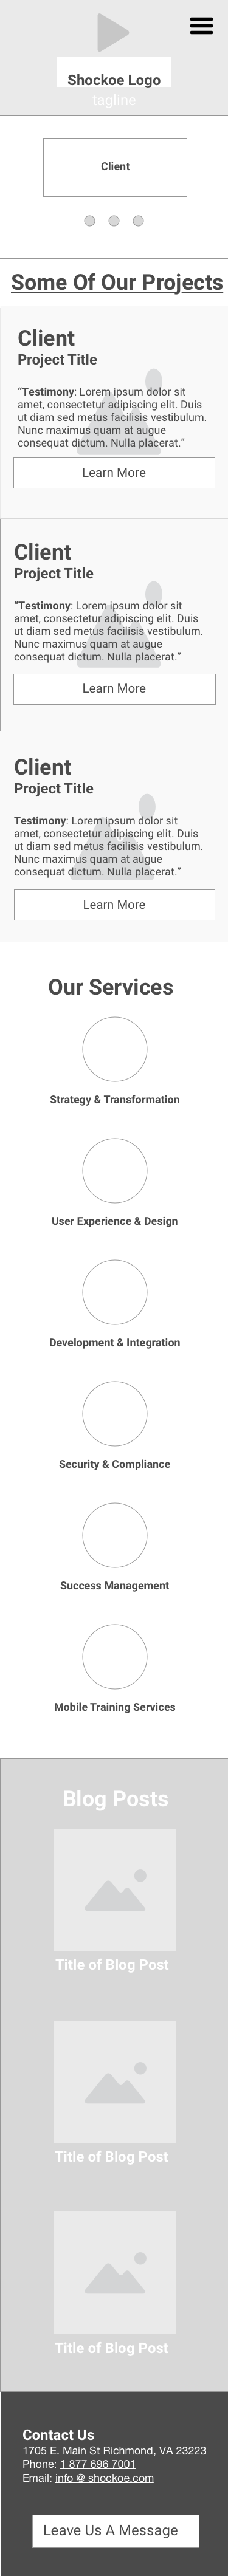 Shockoe Logo
tagline
Client
Some Of Our Projects
Client
Project Title
“Testimony: Lorem ipsum dolor sit
amet, consectetur adipiscing elit. Duis
ut diam sed metus facilisis vestibulum.
Nunc maximus quam at augue
consequat dictum. Nulla placerat.”
Learn More
Client
Project Title
“Testimony: Lorem ipsum dolor sit
amet, consectetur adipiscing elit. Duis
ut diam sed metus facilisis vestibulum.
Nunc maximus quam at augue
consequat dictum. Nulla placerat.”
Learn More
Client
Project Title
Testimony: Lorem ipsum dolor sit
amet, consectetur adipiscing elit. Duis
ut diam sed metus facilisis vestibulum.
Nunc maximus quam at augue
consequat dictum. Nulla placerat.”
Learn More
Our Services
Strategy & Transformation
User Experience & Design
Development & Integration
Security & Compliance
Success Management
Mobile Training Services
Blog Posts
Title of Blog Post
Title of Blog Post
Title of Blog Post
Contact Us
1705 E. Main St Richmond, VA 23223
Phone: 1 877 696 7001
Email: info @ shockoe.com
Leave Us A Message